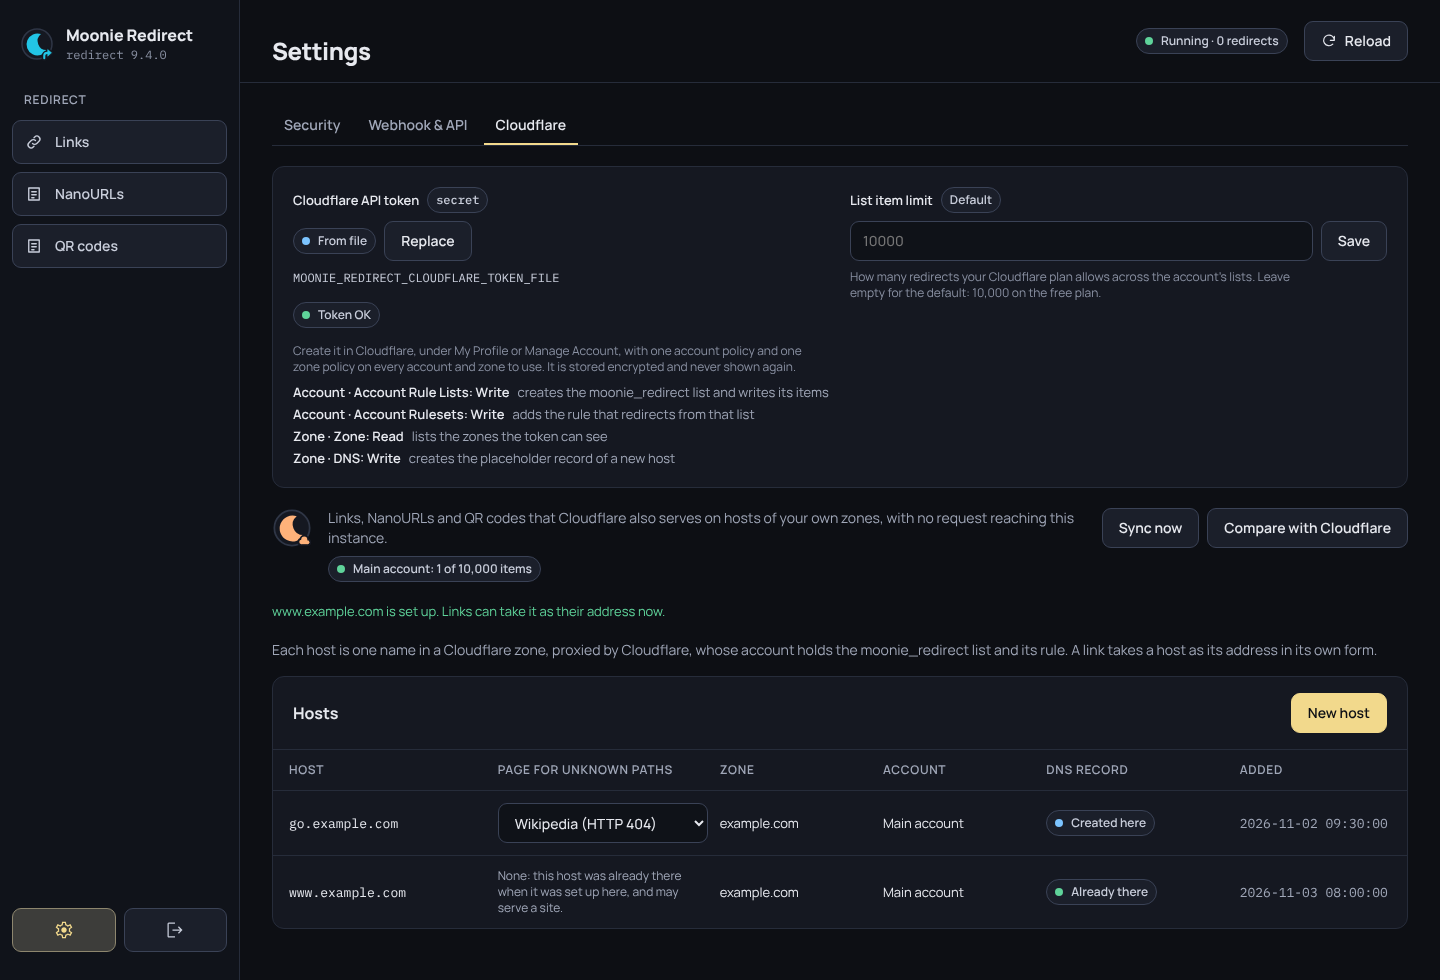 Moonie Redirect
redirect 9.4.0
REDIRECT
Links
NanoURLs
QR codes
Settings
Running · 0 redirects
Reload
Security
Webhook & API
Cloudflare
Cloudflare API token
secret
From file
Replace
MOONIE_REDIRECT_CLOUDFLARE_TOKEN_FILE
Token OK
Create it in Cloudflare, under My Profile or Manage Account, with one account policy and one
zone policy on every account and zone to use. It is stored encrypted and never shown again.
Account · Account Rule Lists: Write creates the moonie_redirect list and writes its items
Account · Account Rulesets: Write adds the rule that redirects from that list
Zone · Zone: Read lists the zones the token can see
Zone · DNS: Write creates the placeholder record of a new host
List item limit
Default
10000
Save
How many redirects your Cloudflare plan allows across the account's lists. Leave
empty for the default: 10,000 on the free plan.
Links, NanoURLs and QR codes that Cloudflare also serves on hosts of your own zones, with no request reaching this
instance.
Main account: 1 of 10,000 items
Sync now
Compare with Cloudflare
www.example.com is set up. Links can take it as their address now.
Each host is one name in a Cloudflare zone, proxied by Cloudflare, whose account holds the moonie_redirect list and its rule. A link takes a host as its address in its own form.
Hosts
New host
HOST PAGE FOR UNKNOWN PATHS ZONE ACCOUNT DNS RECORD ADDED
go.example.com Wikipedia (HTTP 404) example.com Main account Created here 2026-11-02 09:30:00
www.example.com
None: this host was already there
when it was set up here, and may
serve a site.
example.com Main account Already there 2026-11-03 08:00:00